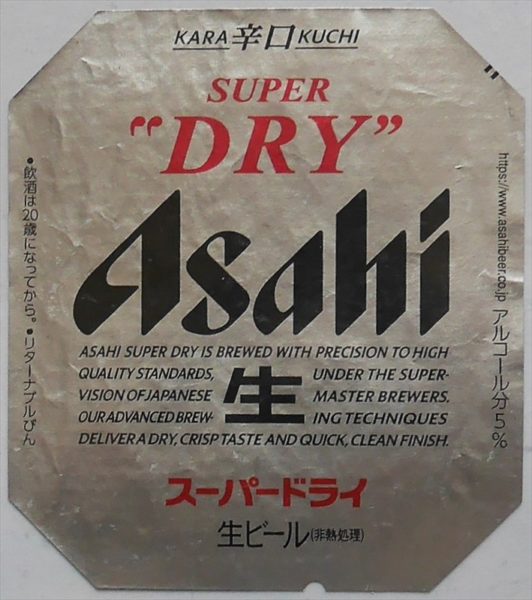 KARA 辛口 KUCHI
SUPER
"DRY"
Asahi
ASAHI SUPER DRY IS BREWED WITH PRECISION TO HIGH
QUALITY STANDARDS, UNDER THE SUPER-
VISION OF JAPANESE MASTER BREWERS.
OUR ADVANCED BREW- ING TECHNIQUES
DELIVER A DRY, CRISP TASTE AND QUICK, CLEAN FINISH.
生
スーパードライ
生ビール(非熱処理)
●飲酒は20歳になってから。●リターナブルびん
https://www.asahibeer.co.jp アルコール分5%